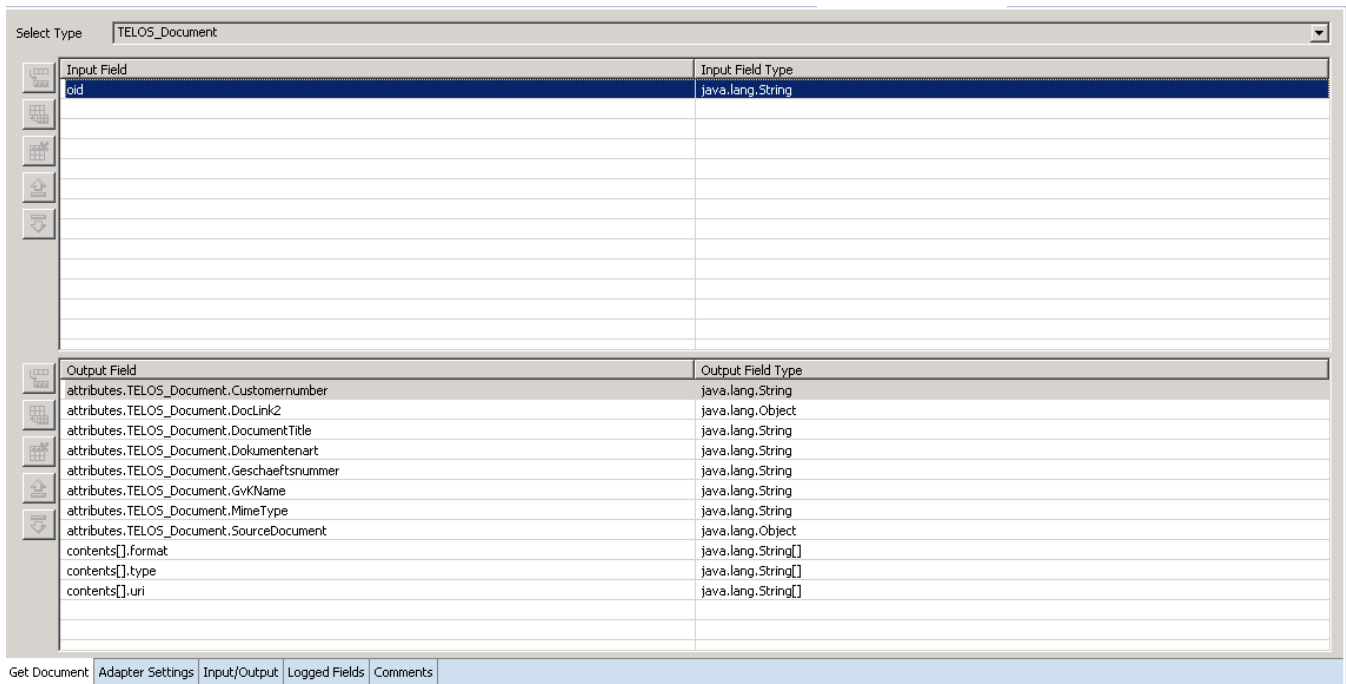 Select Type TELOS_Document
Input Field Input Field Type
oid java.lang.String
Output Field Output Field Type
attributes.TELOS_Document.Customernumber java.lang.String
attributes.TELOS_Document.DocLink2 java.lang.Object
attributes.TELOS_Document.DocumentTitle java.lang.String
attributes.TELOS_Document.Dokumentenart java.lang.String
attributes.TELOS_Document.Geschaeftsnummer java.lang.String
attributes.TELOS_Document.GvKName java.lang.String
attributes.TELOS_Document.MimeType java.lang.String
attributes.TELOS_Document.SourceDocument java.lang.Object
contents[].format java.lang.String[]
contents[].type java.lang.String[]
contents[].uri java.lang.String[]
Get Document Adapter Settings Input/Output Logged Fields Comments